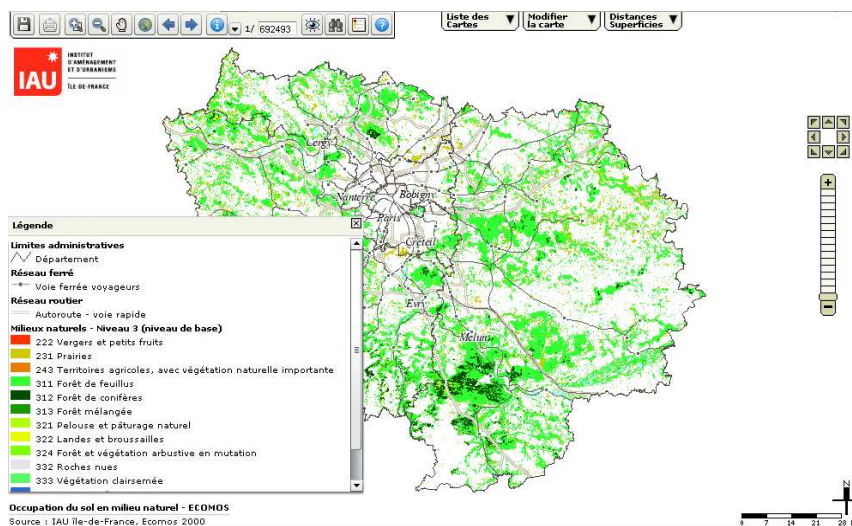 1/ 692493
Liste des
Cartes
Modifier
la carte
Distances
Superficies
IAU
INSTITUT
D'AMÉNAGEMENT
ET D'URBANISME
ÎLE-DE-FRANCE
Cergy
Nanterre
Bobigny
Paris
Créteil
Evry
Melun
Légende
Limites administratives
Département
Réseau ferré
Voie ferrée voyageurs
Réseau routier
Autoroute - voie rapide
Milieux naturels - Niveau 3 (niveau de base)
222 Vergers et petits fruits
231 Prairies
243 Territoires agricoles, avec végétation naturelle importante
311 Forêt de feuillus
312 Forêt de conifères
313 Forêt mélangée
321 Pelouse et pâturage naturel
322 Landes et broussailles
324 Forêt et végétation arbustive en mutation
332 Roches nues
333 Végétation clairsemée
Occupation du sol en milieu naturel - ECOMOS
Source : IAU île-de-France, Ecomos 2000
N
0 7 14 21 28